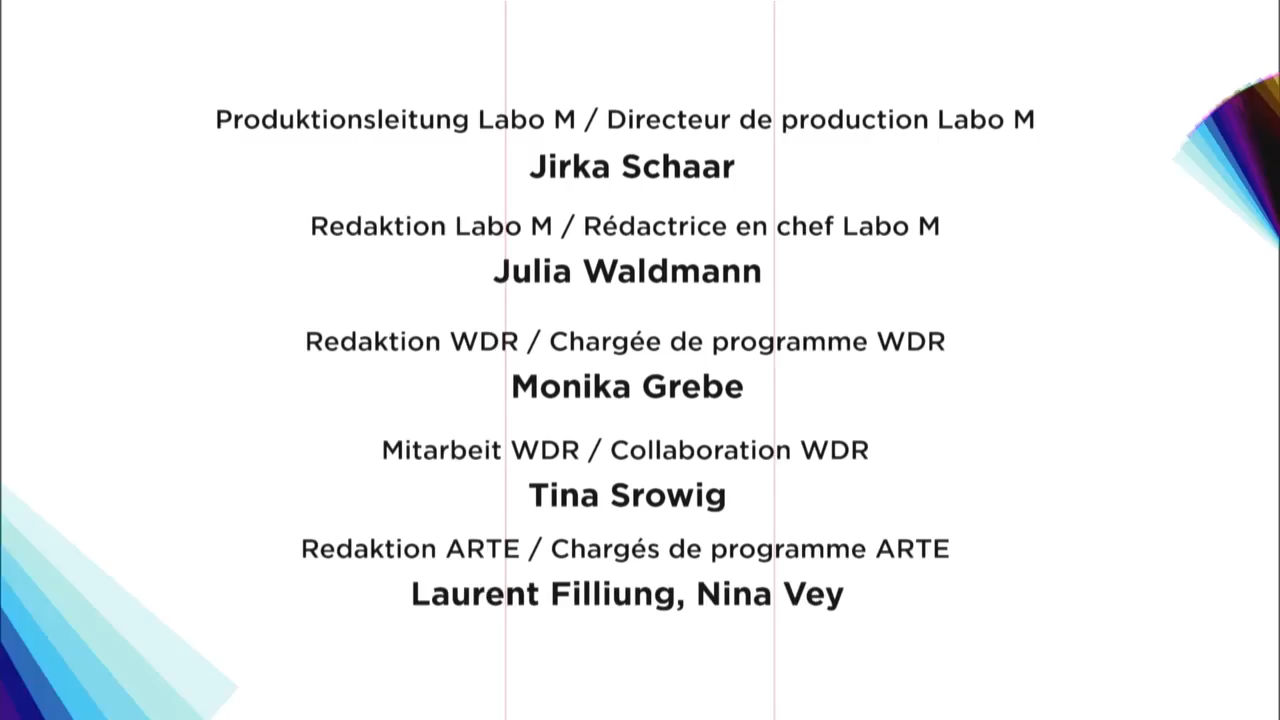 Produktionsleitung Labo M / Directeur de production Labo M
Jirka Schaar
Redaktion Labo M / Rédactrice en chef Labo M
Julia Waldmann
Redaktion WDR / Chargée de programme WDR
Monika Grebe
Mitarbeit WDR / Collaboration WDR
Tina Srowig
Redaktion ARTE / Chargés de programme ARTE
Laurent Filliung, Nina Vey